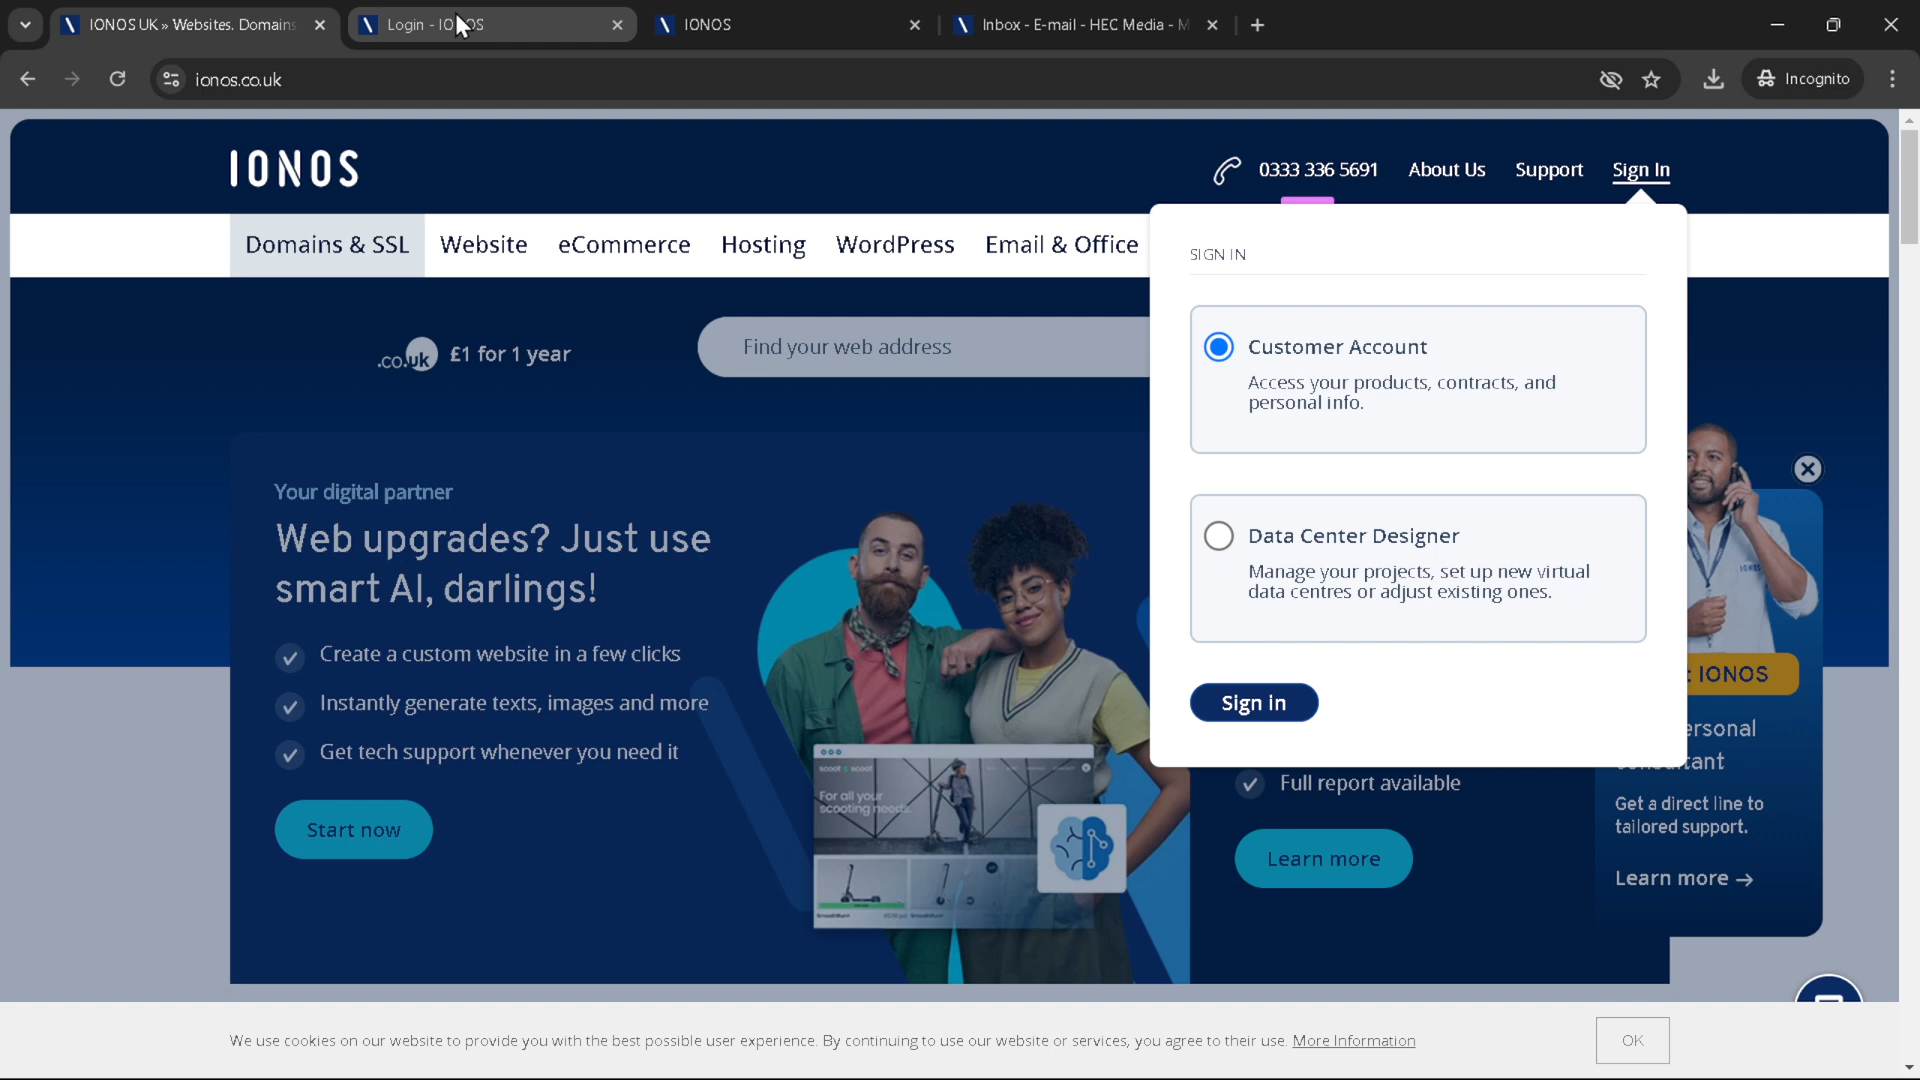 IONOS UK » Websites. Domains
Login - IONOS
IONOS
Inbox - E-mail - HEC Media - M
ionos.co.uk
Incognito
IONOS
0333 336 5691
About Us
Support
Sign In
Domains & SSL
Website
eCommerce
Hosting
WordPress
Email & Office
SIGN IN
Customer Account
Access your products, contracts, and
personal info.
Data Center Designer
Manage your projects, set up new virtual
data centres or adjust existing ones.
Sign in
.co.uk
£1 for 1 year
Find your web address
Your digital partner
Web upgrades? Just use
smart AI, darlings!
Create a custom website in a few clicks
Instantly generate texts, images and more
Get tech support whenever you need it
Start now
For all your
scooting needs.
Full report available
Learn more
IONOS
ersonal
Get a direct line to
tailored support.
Learn more →
We use cookies on our website to provide you with the best possible user experience. By continuing to use our website or services, you agree to their use. More Information
OK